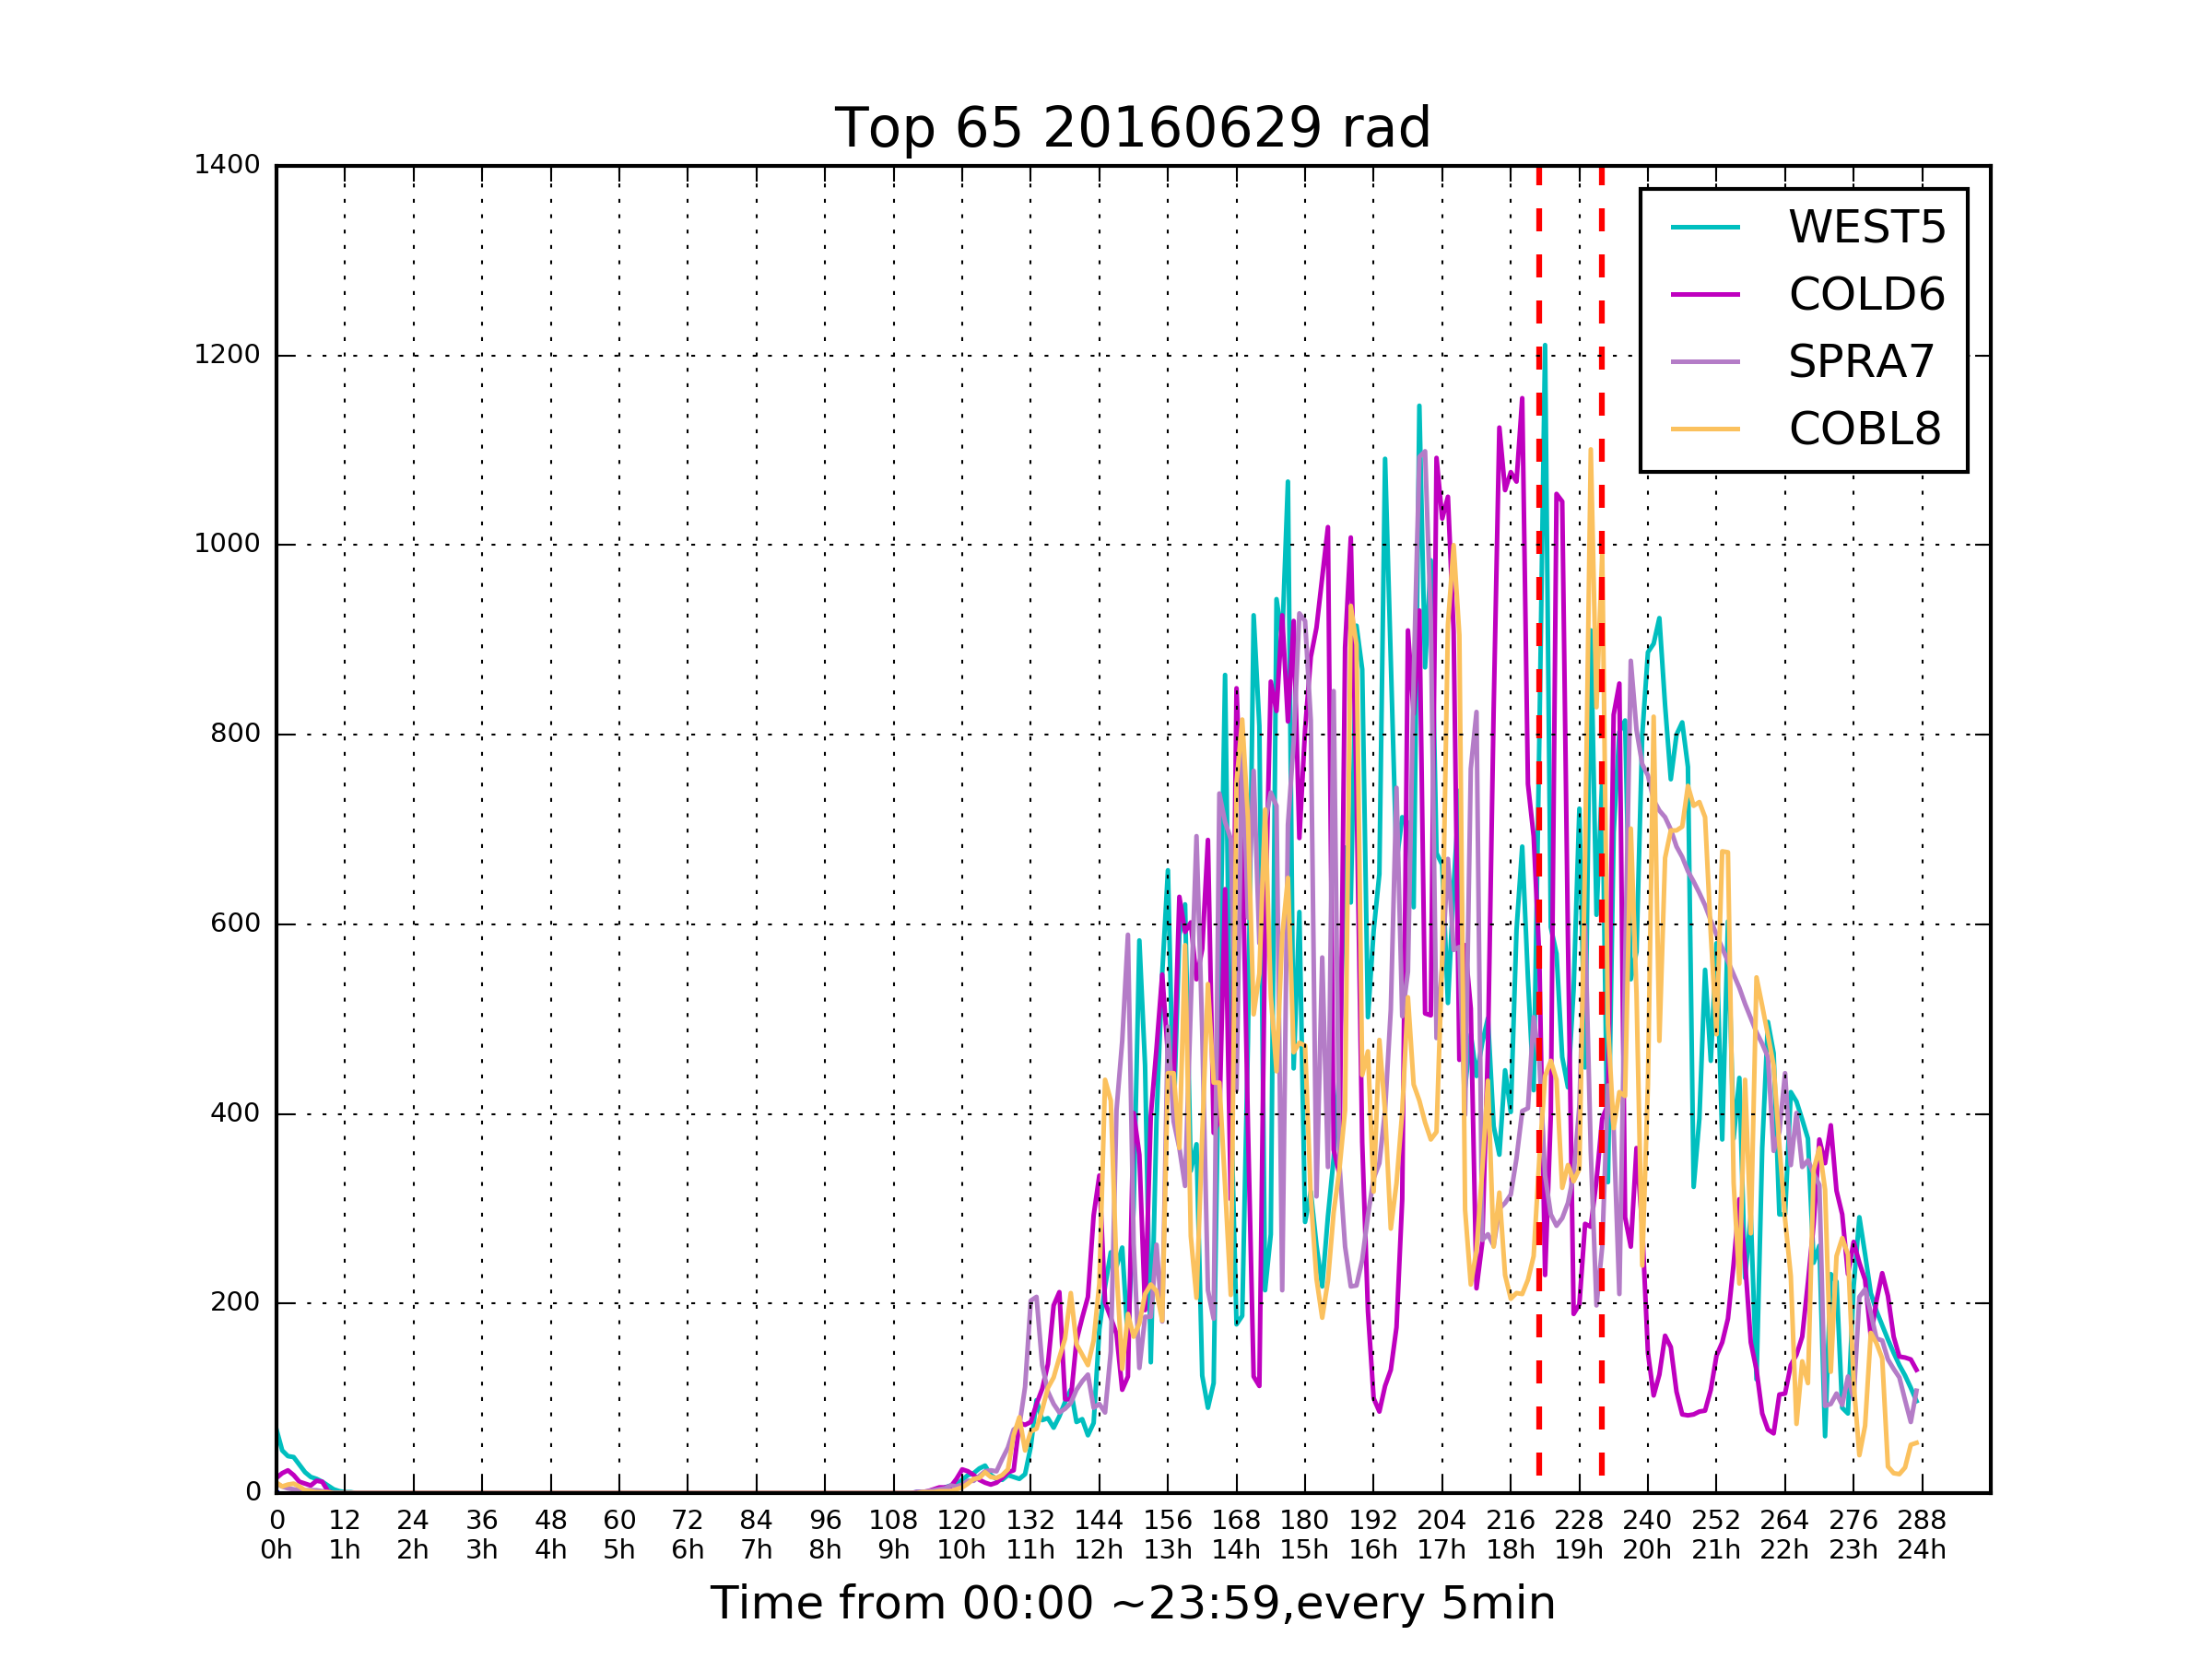 Top 65 20160629 rad
1400
1200
1000
800
600
400
200
0
WEST5
COLD6
SPRA7
COBL8
0 12 24 36 48 60 72 84 96 108 120 132 144 156 168 180 192 204 216 228 240 252 264 276 288
0h 1h 2h 3h 4h 5h 6h 7h 8h 9h 10h 11h 12h 13h 14h 15h 16h 17h 18h 19h 20h 21h 22h 23h 24h
Time from 00:00 ~23:59,every 5min